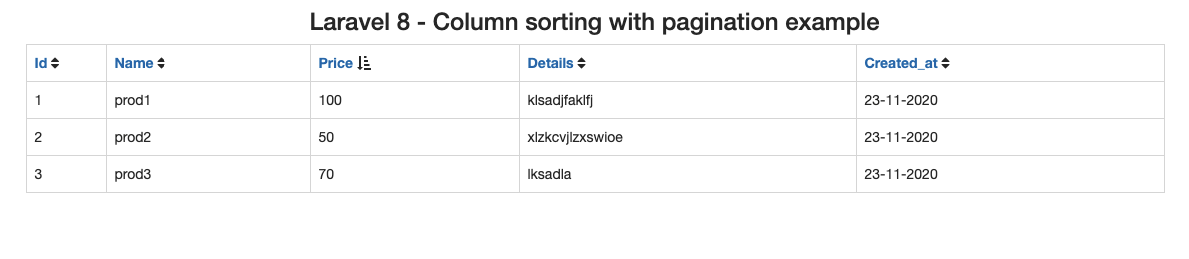 Laravel 8 - Column sorting with pagination example
Id Name Price Details Created_at
1 prod1 100 klsadjfaklfj 23-11-2020
2 prod2 50 xlzkcvjlzxswioe 23-11-2020
3 prod3 70 lksadla 23-11-2020